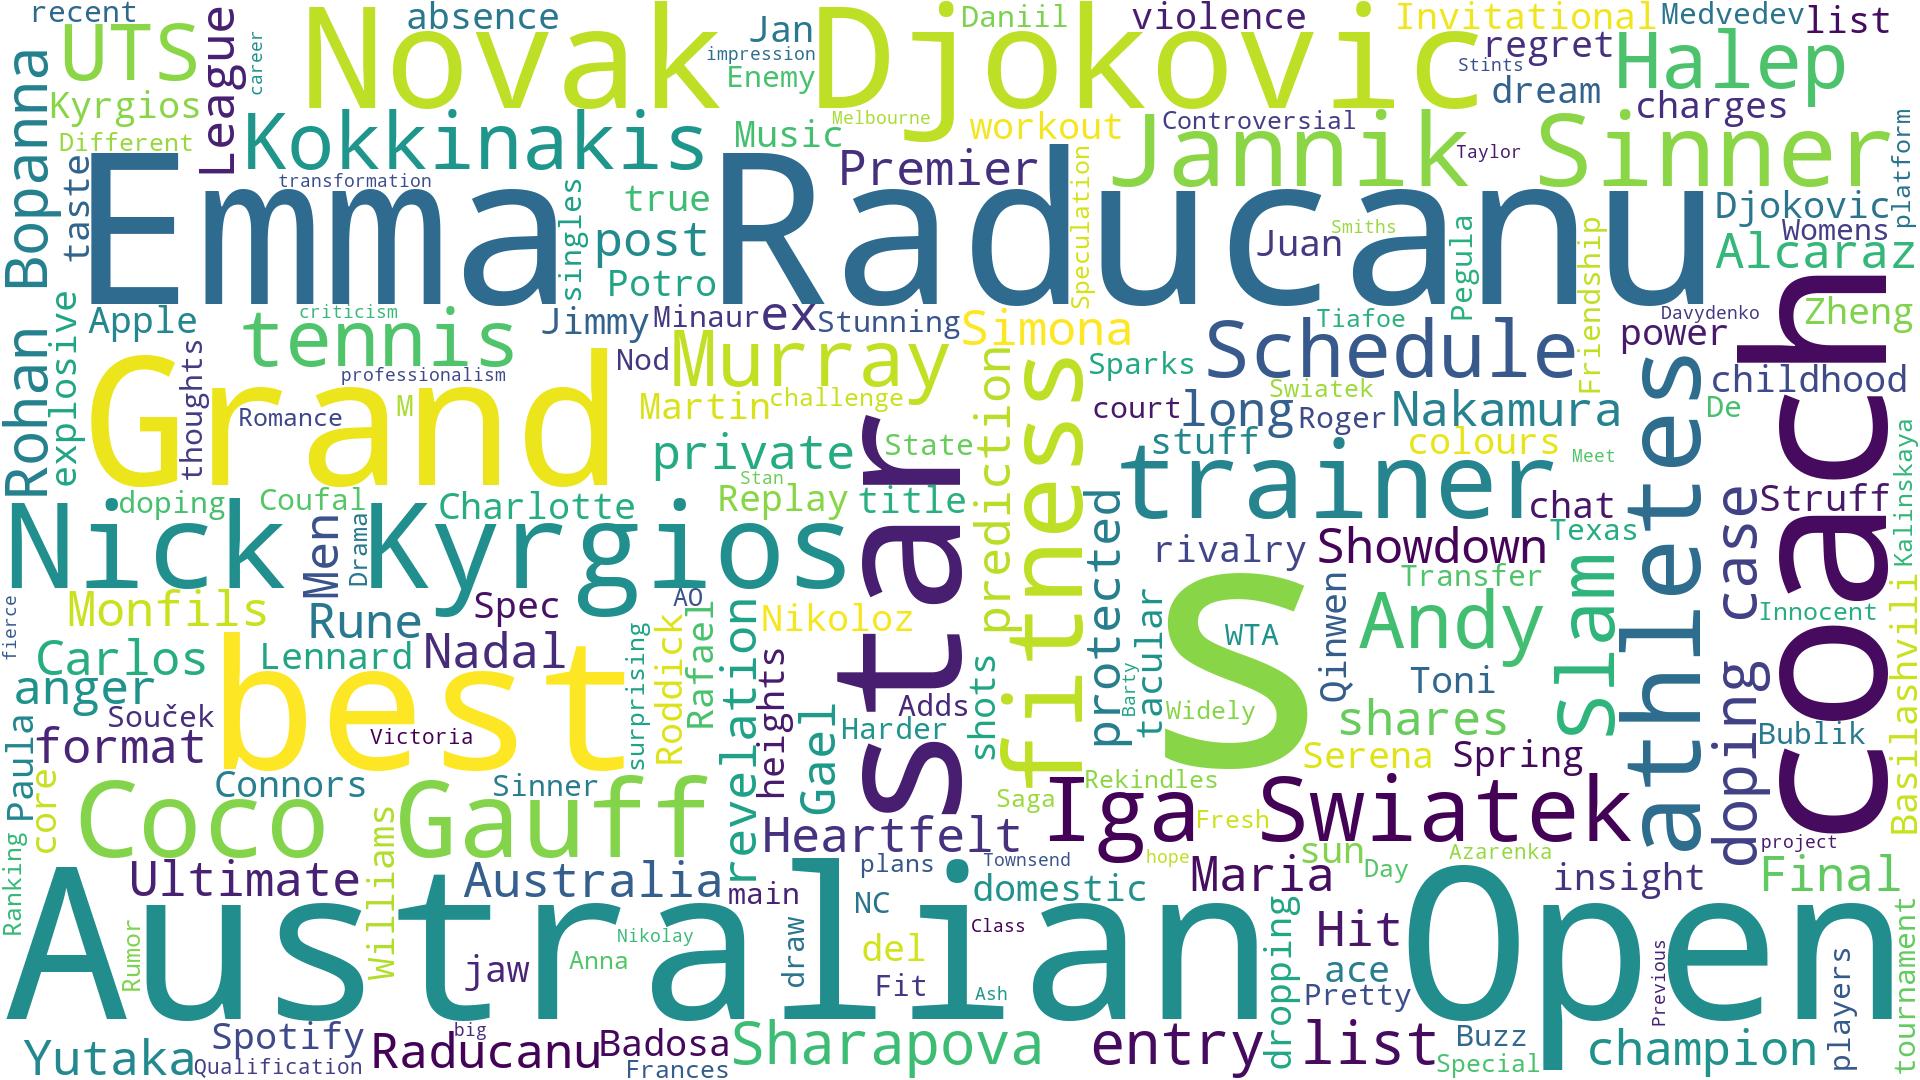 recent
absence
Novak Djokovic
Jan
impression
Daniil
violence
Invitational
Medvedev
list
UTS
League
career
Enemy
regret
Stints
Halep
Rohan Bopanna
Kyrgios
dream
charges
Different
Kokkinakis
Music
Melbourne
workout
Controversial
Jannik Sinner
Taylor
platform
taste
Emma Raducanu
transformation
singles
Premier
true
post
Potro
Speculation
Juan
Smiths
Pegula
Friendship
Djokovic
Womens
Alcaraz
explosive
Apple
criticism
tennis
Jimmy
Minaur
ex
Stunning
Simona
Tiafoe
Schedule
power
Davydenko
Zheng
coach
thoughts
professionalism
Nod
Murray
Sparks
Swiatek
childhood
Grand
Romance
M
Martin
challenge
prediction
fitness
court
long
Roger
Nakamura
De
star
private
State
stuff
colours
Meet
athletes
Stan
trainer
doping
Coufal
Charlotte
Replay
title
protected
chat
Struff
Kalinskaya
Nick Kyrgios
Men
Drama
rivalry
Showdown
Texas
doping case
fierce
Monfils
Rune
Spec
AO
Transfer
Innocent
S
Andy
Slam
Nikoloz
revelation
tacular
WTA
Qinwen
Basilashvili
Carlos
Lennard
Nadal
surprising
Roddick
Rafael
heights
shots
Barty
Toni
anger
best
Souček
Adds
Widely
shares
Bublik
format
Victoria
Gael
Harder
Serena
Spring
Paula
core
Connors
Sinner
Rekindles
Coco Gauff
Saga
Iga Swiatek
Fresh
project
Ranking
Williams
Heartfelt
hope
sun
Azarenka
Ultimate
Australia
main
plans
Townsend
domestic
Maria
Day
insight
Final
Australian Open
Rumor
jaw
Nikolay
Anna
draw
NC
del
Fit
Class
Ash
dropping
Hit
ace
Pretty
Previous
players
tournament
Yutaka
Spotify
Qualification
big
Raducanu
Badosa
Frances
Sharapova
entry list
Buzz
Special
champion